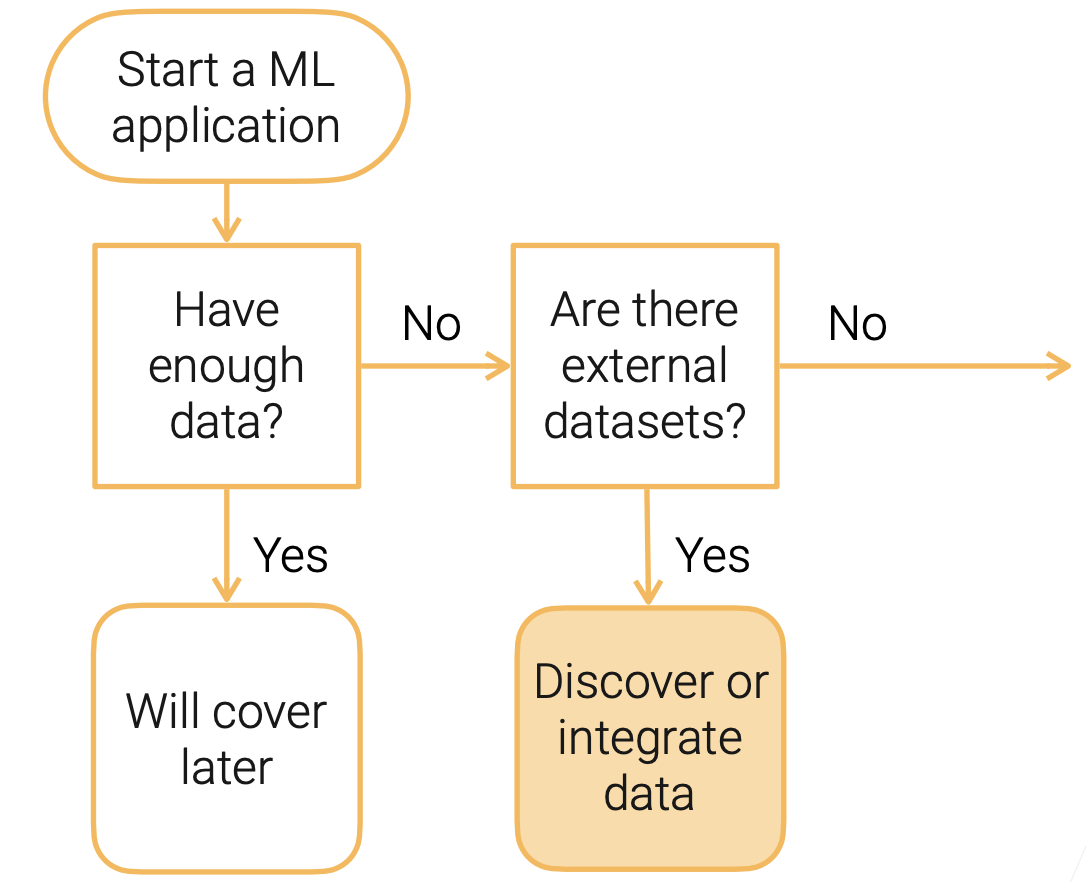 Start a ML
application
Have
enough
data?
No
Are there
external
datasets?
No
Yes
Yes
Will cover
later
Discover or
integrate
data